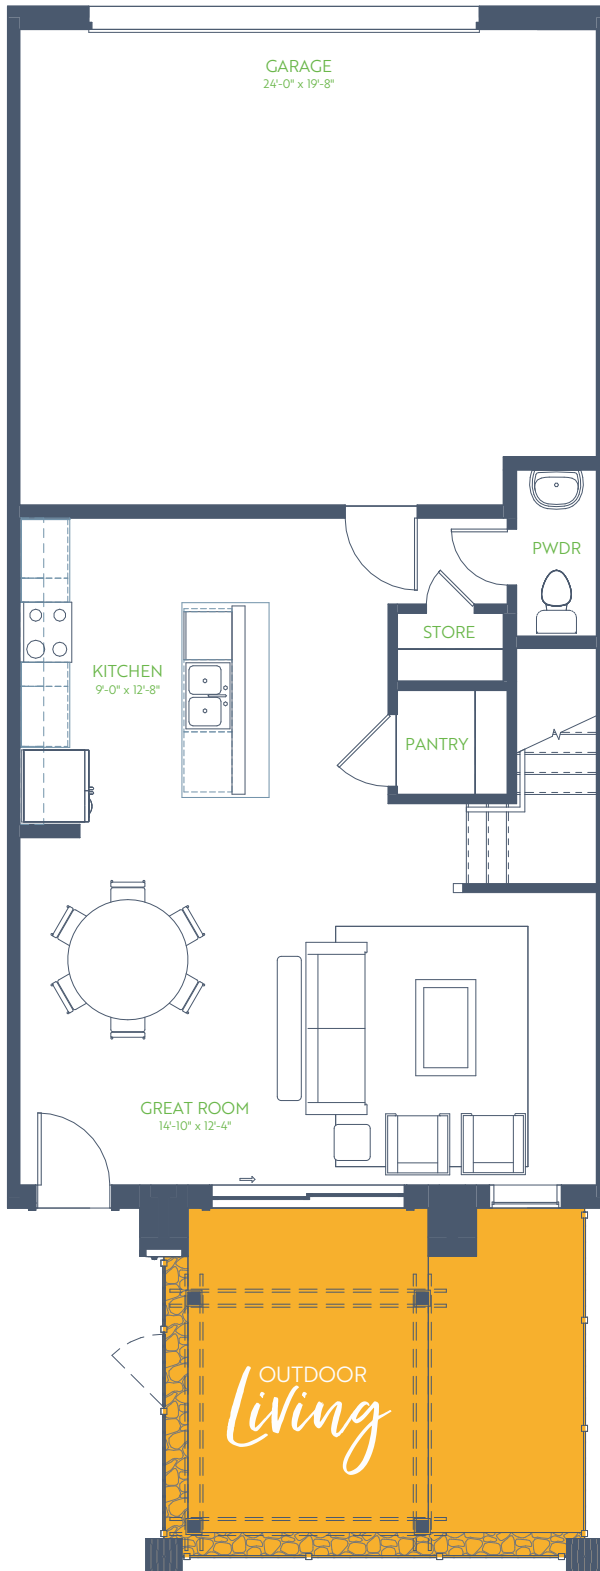 GARAGE
24'-0" x 19'-8"
PWDR
STORE
KITCHEN
9'-0" x 12'-8"
PANTRY
GREAT ROOM
14'-10" x 12'-4"
OUTDOOR
Living